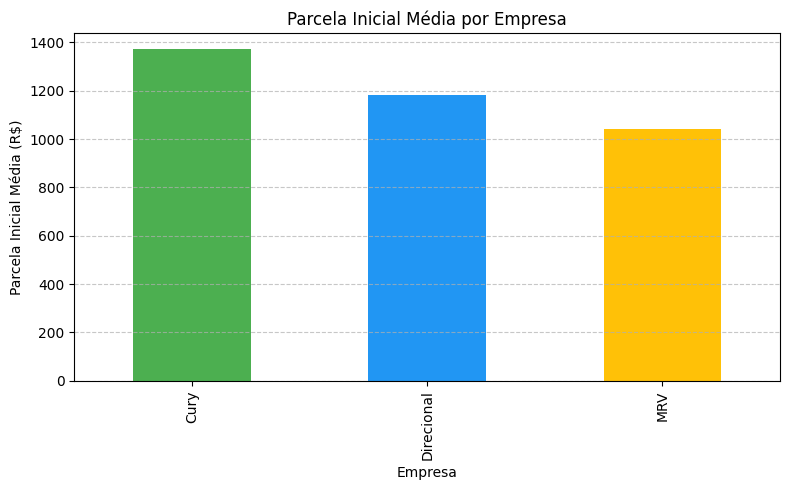 Parcela Inicial Média por Empresa
Parcela Inicial Média (R$)
1400
1200
1000
800
600
400
200
0
Cury
Direcional
MRV
Empresa